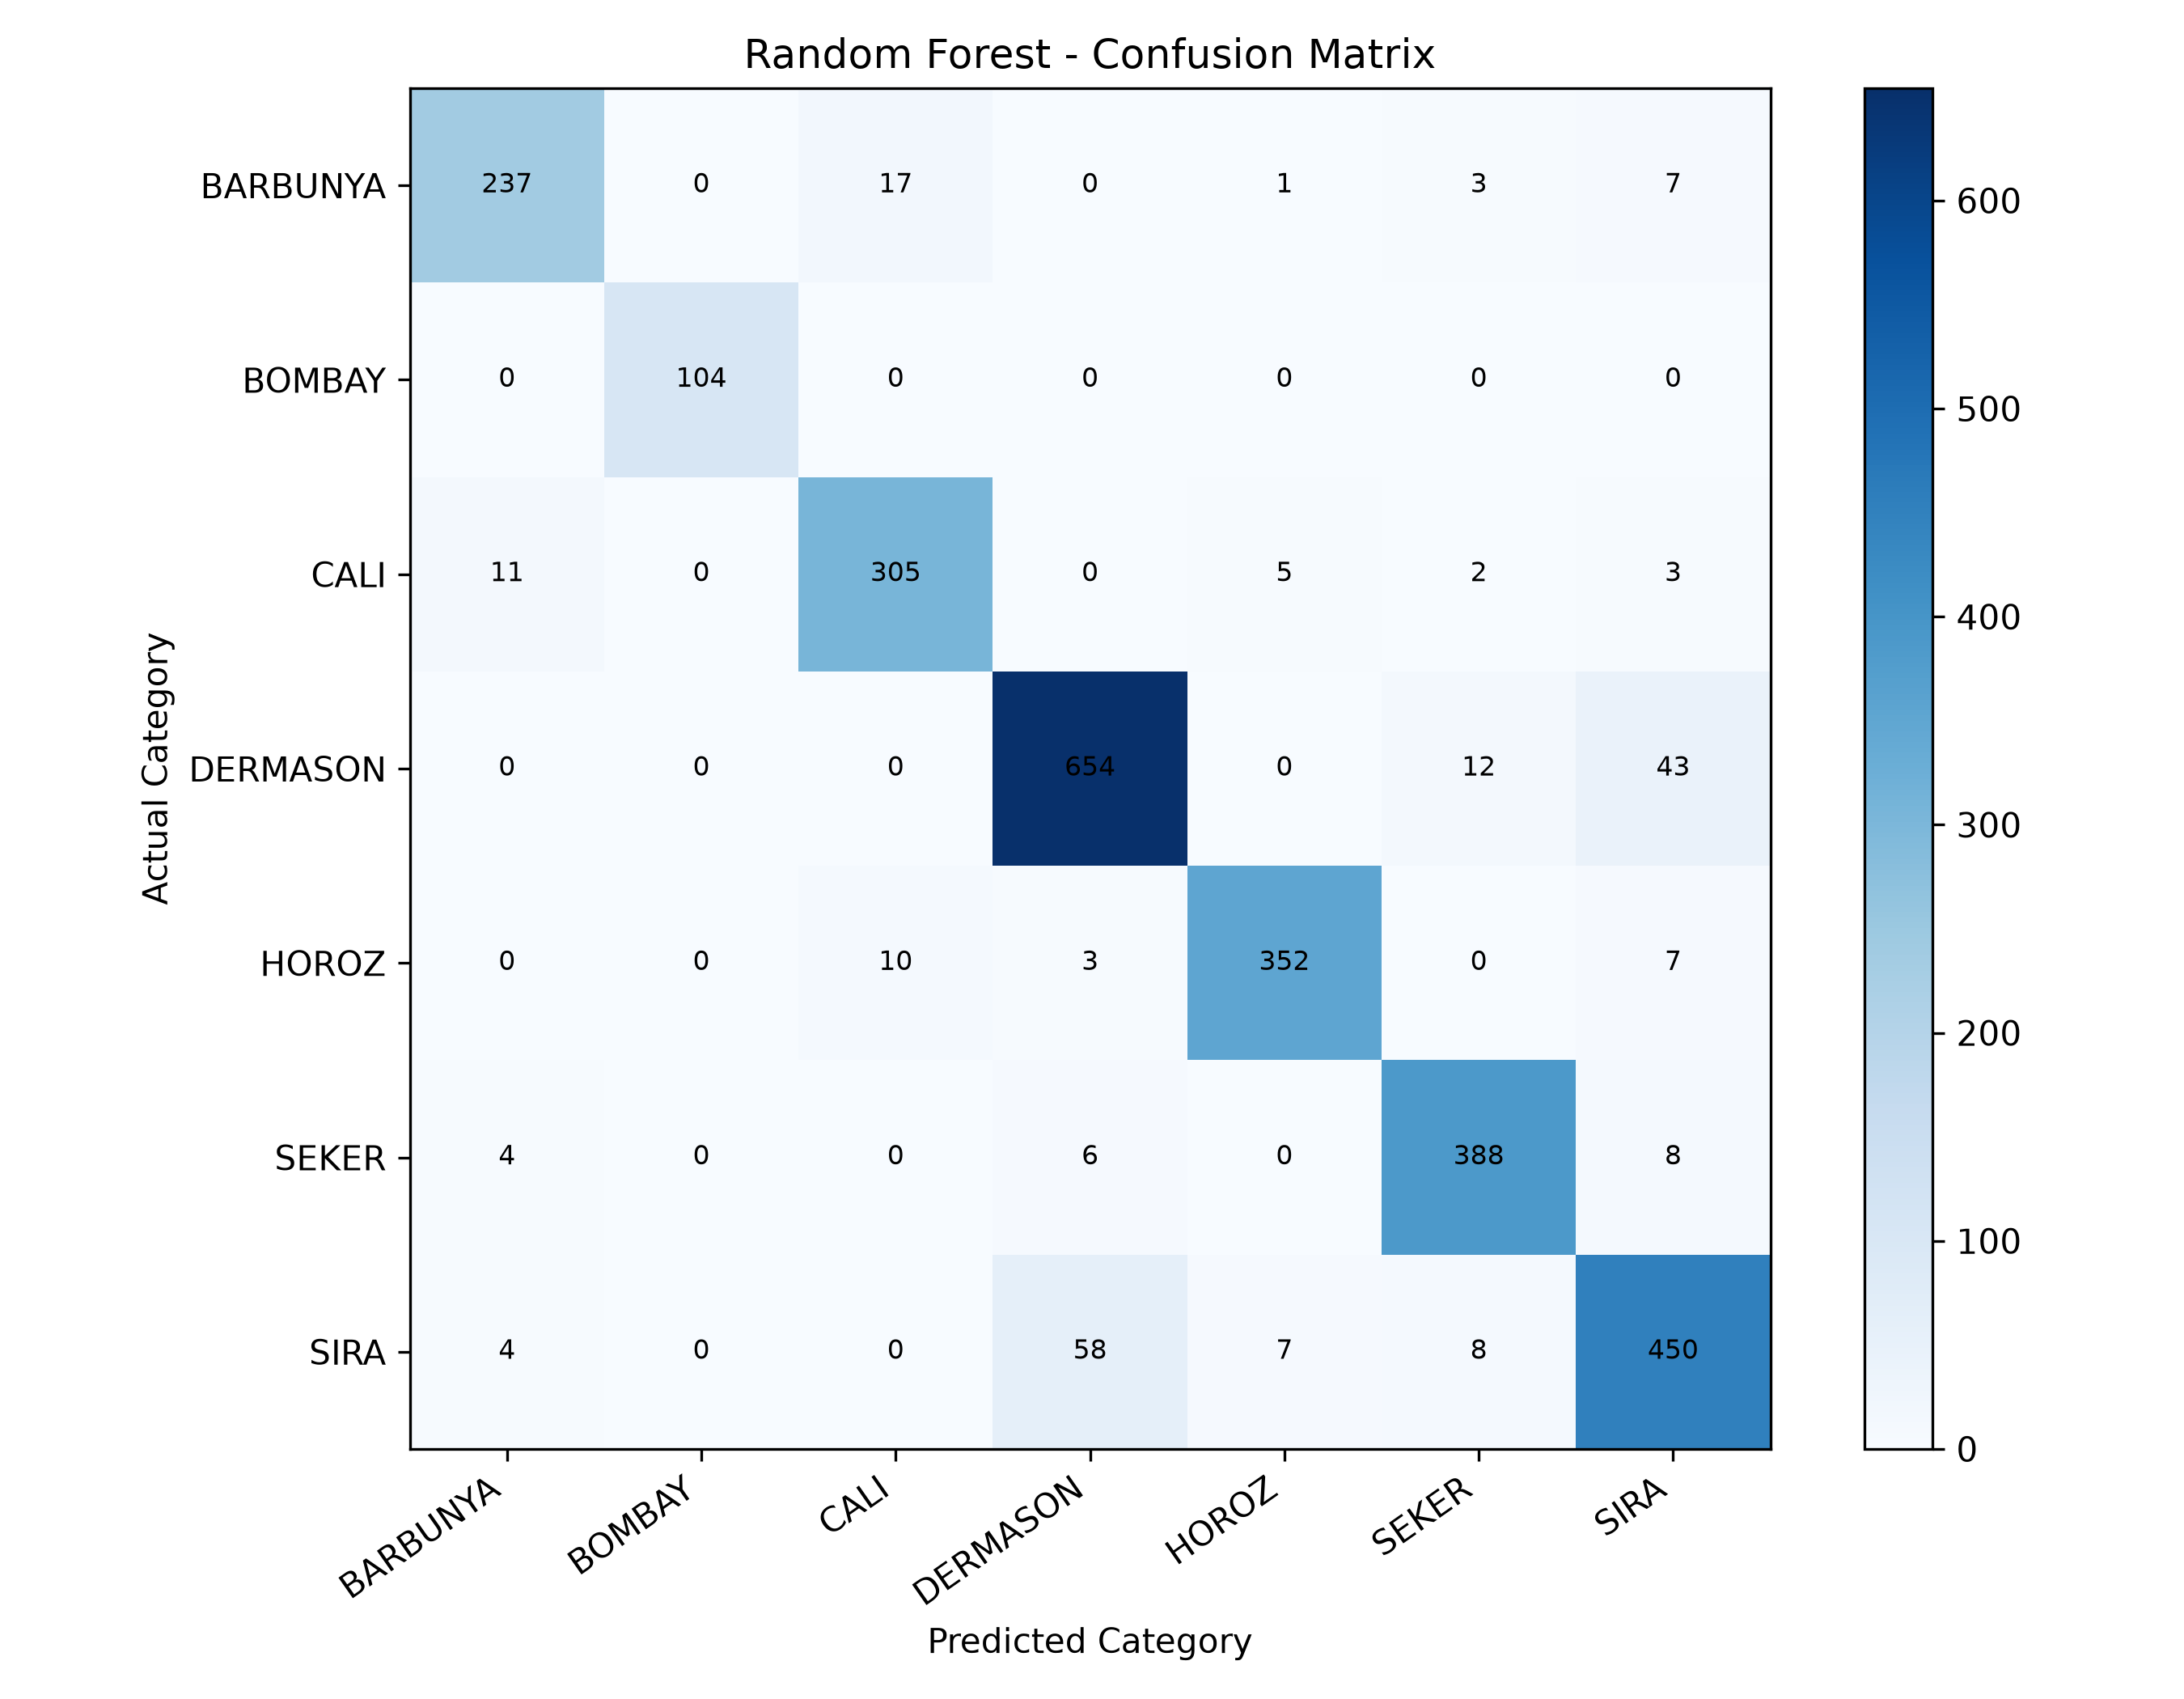 Random Forest - Confusion Matrix
BARBUNYA 237 0 17 0 1 3 7
BOMBAY 0 104 0 0 0 0 0
CALI 11 0 305 0 5 2 3
DERMASON 0 0 0 654 0 12 43
HOROZ 0 0 10 3 352 0 7
SEKER 4 0 0 6 0 388 8
SIRA 4 0 0 58 7 8 450
BARBUNYA BOMBAY CALI DERMASON HOROZ SEKER SIRA
Predicted Category
Actual Category
600
500
400
300
200
100
0